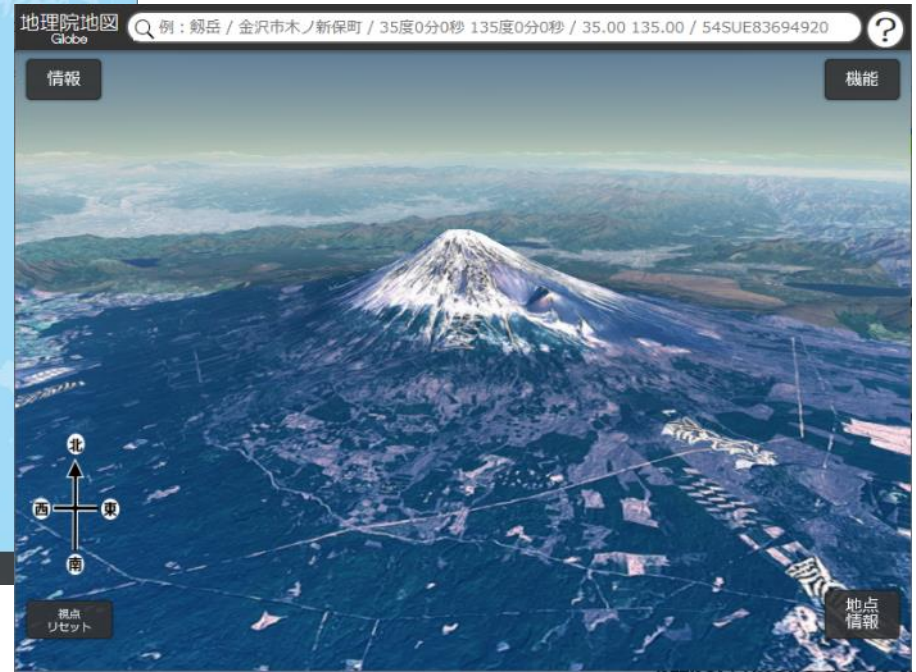 地理院地図
Globe
例：剱岳 / 金沢市木ノ新保町 / 35度0分0秒 135度0分0秒 / 35.00 135.00 / 54SUE83694920
?
情報
機能
北
西 東
南
視点
リセット
地点
情報